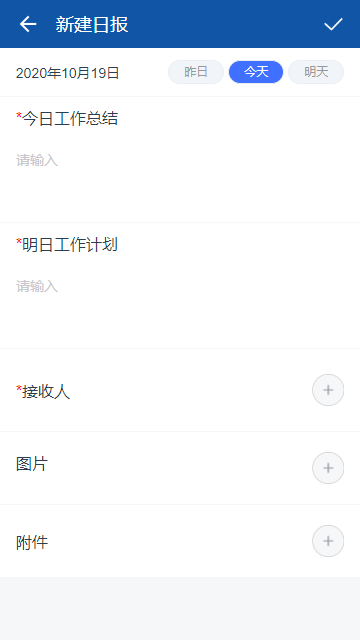 新建日报
2020年10月19日 昨日 今天 明天
*今日工作总结
请输入
*明日工作计划
请输入
*接收人
图片
附件